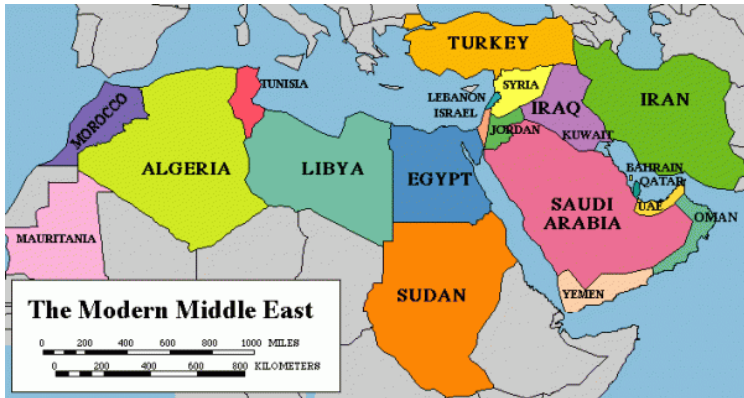 TURKEY
TUNISIA
SYRIA
LEBANON
ISRAEL
IRAQ
IRAN
MOROCCO
JORDAN
KUWAIT
ALGERIA
LIBYA
EGYPT
BAHRAIN
QATAR
UAE
SAUDI
ARABIA
OMAN
MAURITANIA
SUDAN
YEMEN
The Modern Middle East
0 200 400 600 800 1000 MILES
0 200 400 600 800 KILOMETERS